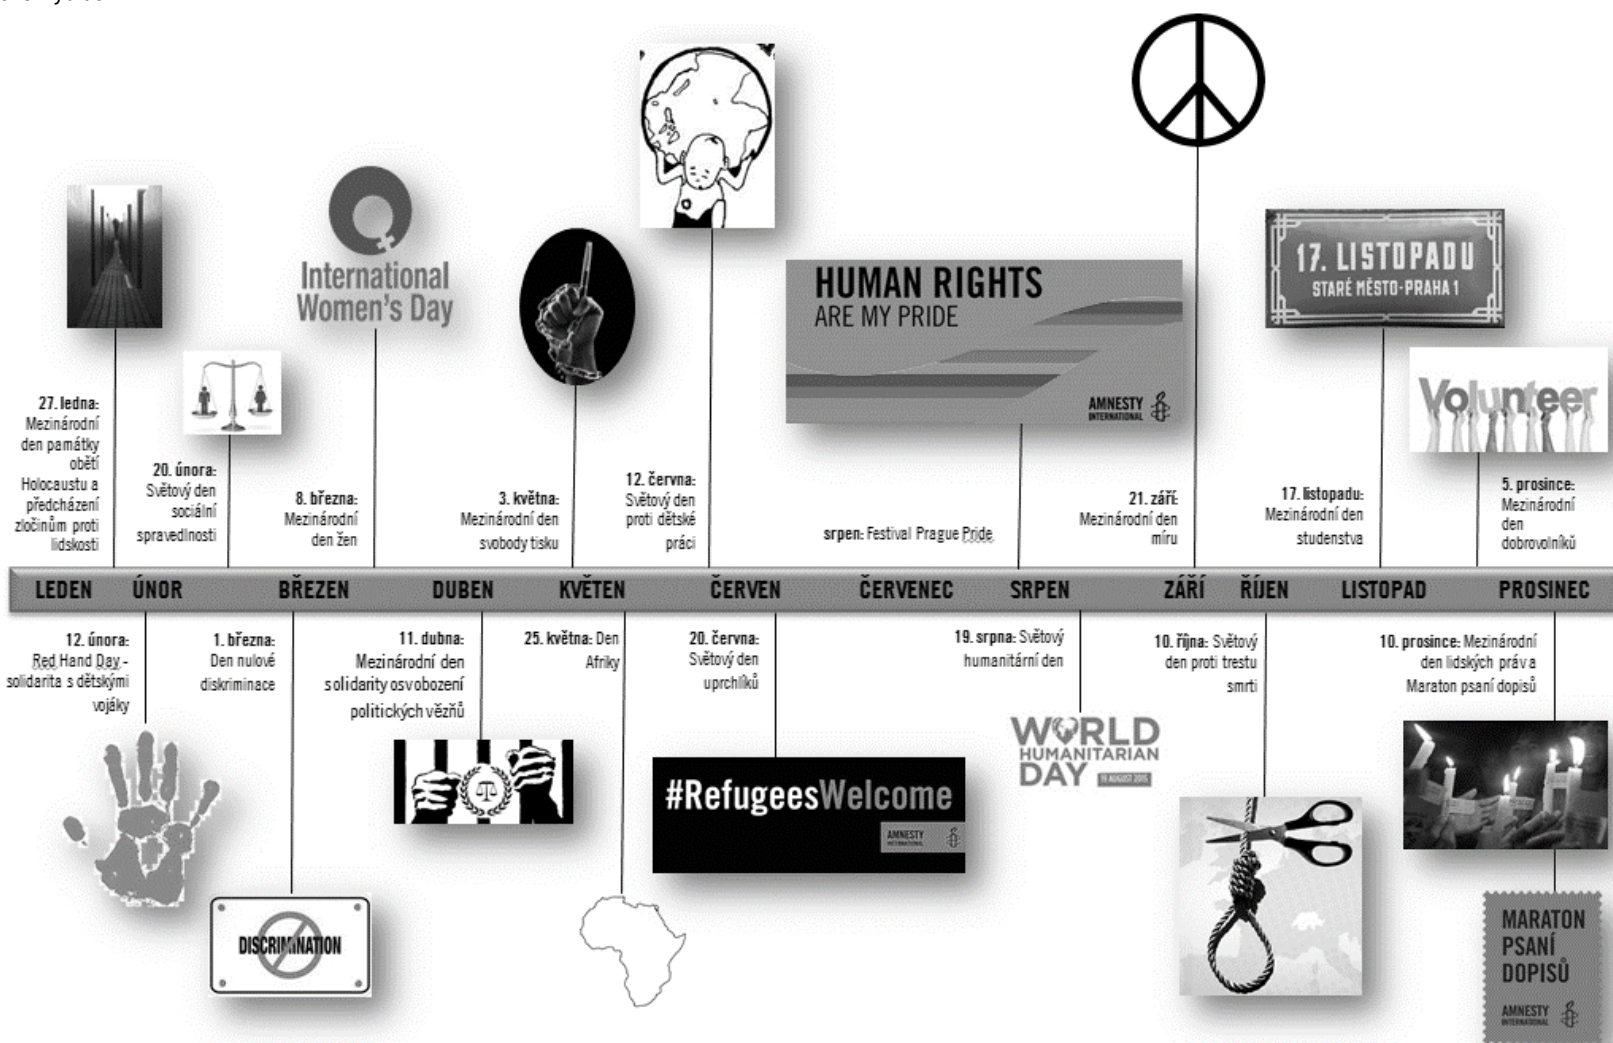 International
Women's Day
HUMAN RIGHTS
ARE MY PRIDE
AMNESTY
INTERNATIONAL
17. LISTOPADU
STARÉ MĚSTO-PRAHA 1
Volunteer
27. ledna:
Mezinárodní
den památky
obětí
Holocaustu a
předcházení
zločinům proti
lidskosti
20. února:
Světový den
sociální
spravedlnosti
8. března:
Mezinárodní
den žen
3. května:
Mezinárodní den
svobody tisku
12. června:
Světový den
proti dětské
práci
srpen: Festival Prague Pride
21. září:
Mezinárodní den
míru
17. listopadu:
Mezinárodní den
studenstva
5. prosince:
Mezinárodní
den
dobrovolníků
LEDEN ÚNOR BŘEZEN DUBEN KVĚTEN ČERVEN ČERVENEC SRPEN ZÁŘÍ ŘÍJEN LISTOPAD PROSINEC
12. února:
Red Hand Day -
solidarita s dětskými
vojáky
1. března:
Den nulové
diskriminace
11. dubna:
Mezinárodní den
solidarity osvobození
politických vězňů
25. května: Den
Afriky
20. června:
Světový den
uprchlíků
19. srpna: Světový
humanitární den
10. října: Světový
den proti trestu
smrti
10. prosince: Mezinárodní
den lidských práv a
Maraton psaní dopisů
DISCRIMINATION
#RefugeesWelcome
AMNESTY
INTERNATIONAL
WORLD
HUMANITARIAN
DAY 19 AUGUST 2015
MARATON
PSANÍ
DOPISŮ
AMNESTY
INTERNATIONAL